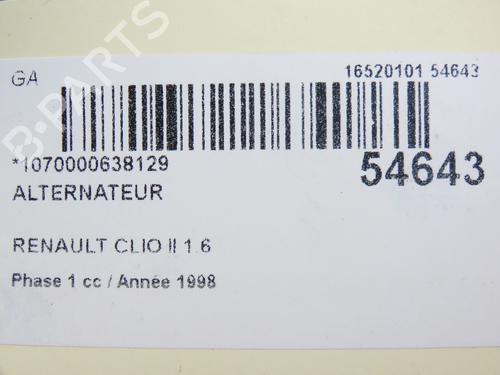 GA
16520101 54643
*1070000638129
54643
ALTERNATEUR
RENAULT CLIO II 1.6
Phase 1 cc / Année 1998
B-PARTS